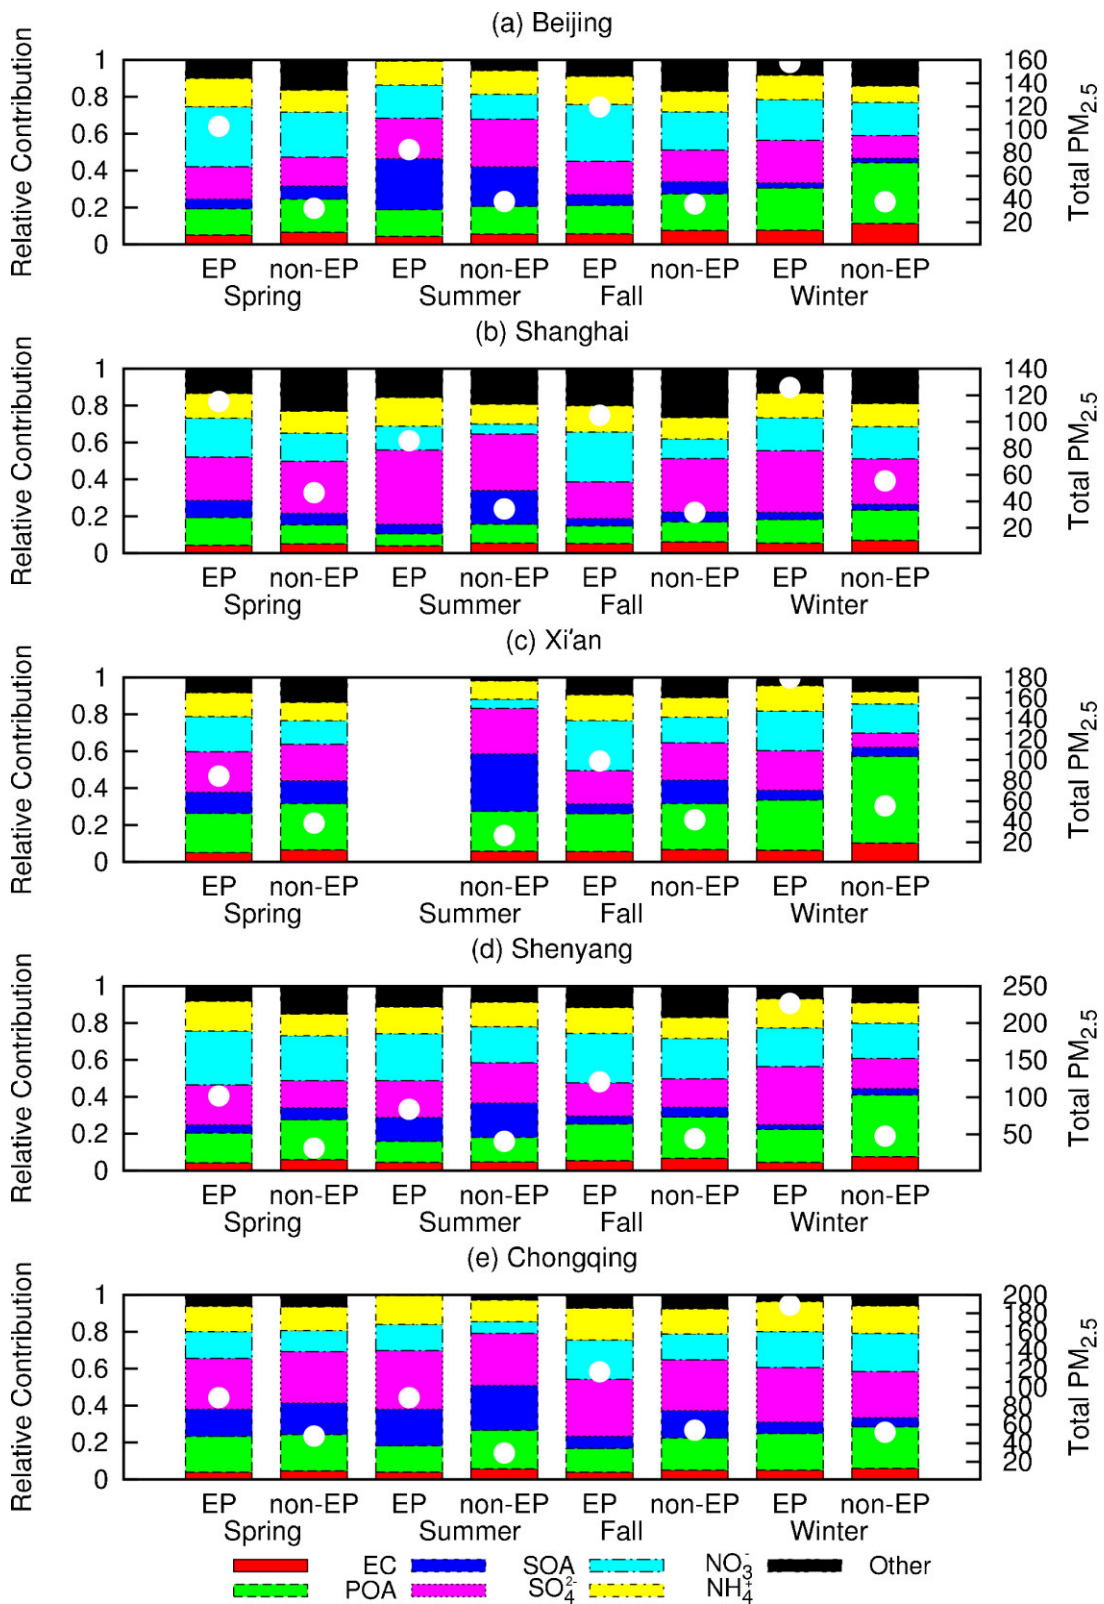 (a) Beijing
Relative Contribution
1
0.8
0.6
0.4
0.2
0
160
140
120
100
80
60
40
20
Total PM2.5
EP non-EP EP non-EP EP non-EP EP non-EP
Spring Summer Fall Winter
(b) Shanghai
Relative Contribution
1
0.8
0.6
0.4
0.2
0
140
120
100
80
60
40
20
Total PM2.5
EP non-EP EP non-EP EP non-EP EP non-EP
Spring Summer Fall Winter
(c) Xi'an
Relative Contribution
1
0.8
0.6
0.4
0.2
0
180
160
140
120
100
80
60
40
20
Total PM2.5
EP non-EP EP non-EP EP non-EP EP non-EP
Spring Summer Fall Winter
(d) Shenyang
Relative Contribution
1
0.8
0.6
0.4
0.2
0
250
200
150
100
50
Total PM2.5
EP non-EP EP non-EP EP non-EP EP non-EP
Spring Summer Fall Winter
(e) Chongqing
Relative Contribution
1
0.8
0.6
0.4
0.2
0
200
180
160
140
120
100
80
60
40
20
Total PM2.5
EP non-EP EP non-EP EP non-EP EP non-EP
Spring Summer Fall Winter
EC SOA NO3- Other
POA SO4 2- NH4+